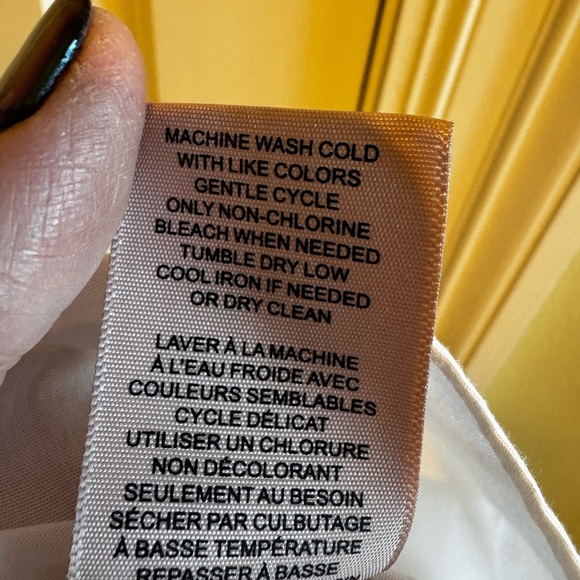 MACHINE WASH COLD
WITH LIKE COLORS
GENTLE CYCLE
ONLY NON-CHLORINE
BLEACH WHEN NEEDED
TUMBLE DRY LOW
COOL IRON IF NEEDED
OR DRY CLEAN
LAVER À LA MACHINE
À L'EAU FROIDE AVEC
COULEURS SEMBLABLES
CYCLE DÉLICAT
UTILISER UN CHLORURE
NON DÉCOLORANT
SEULEMENT AU BESOIN
SÉCHER PAR CULBUTAGE
À BASSE TEMPÉRATURE
REPASSER À BASSE